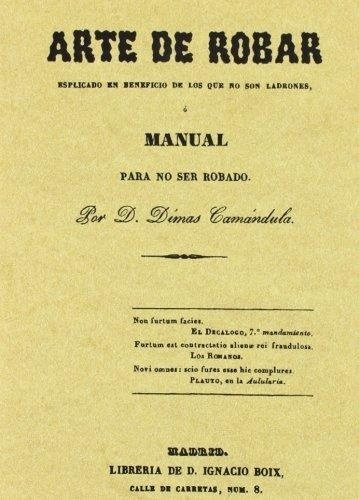 ARTE DE ROBAR
ESPLICADO EN BENEFICIO DE LOS QUE NO SON LADRONES,
ó
MANUAL
PARA NO SER ROBADO.
Por D. Dímas Camándula.
Non furtum facies.
EL DECALOGO, 7.º mandamiento.
Furtum est contrectatio alienæ rei fraudulosa.
LOS ROMANOS.
Novi omnes: scio fures esse hic complures.
PLAUTO, en la Aulularia.
MADRID.
LIBRERIA DE D. IGNACIO BOIX,
CALLE DE CARRETAS, NUM. 8.